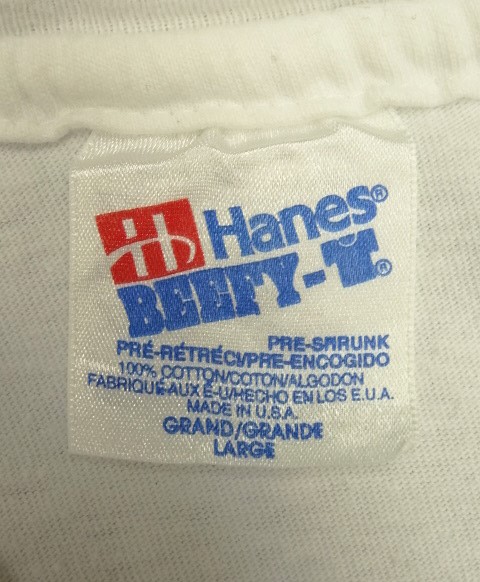 Hanes®
BEEFY-T®
PRE-SHRUNK
PRÉ-RÉTRÉCI/PRE-ENCOGIDO
100% COTTON/COTON/ALGODON
FABRIQUÉ AUX É-U/HECHO EN LOS E.U.A.
MADE IN U.S.A.
GRAND/GRANDE
LARGE